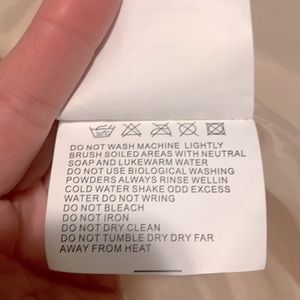 DO NOT WASH MACHINE LIGHTLY
BRUSH SOILED AREAS WITH NEUTRAL
SOAP AND LUKEWARM WATER
DO NOT USE BIOLOGICAL WASHING
POWDERS ALWAYS RINSE WELLIN
COLD WATER SHAKE ODD EXCESS
WATER DO NOT WRING
DO NOT BLEACH
DO NOT IRON
DO NOT DRY CLEAN
DO NOT TUMBLE DRY DRY FAR
AWAY FROM HEAT